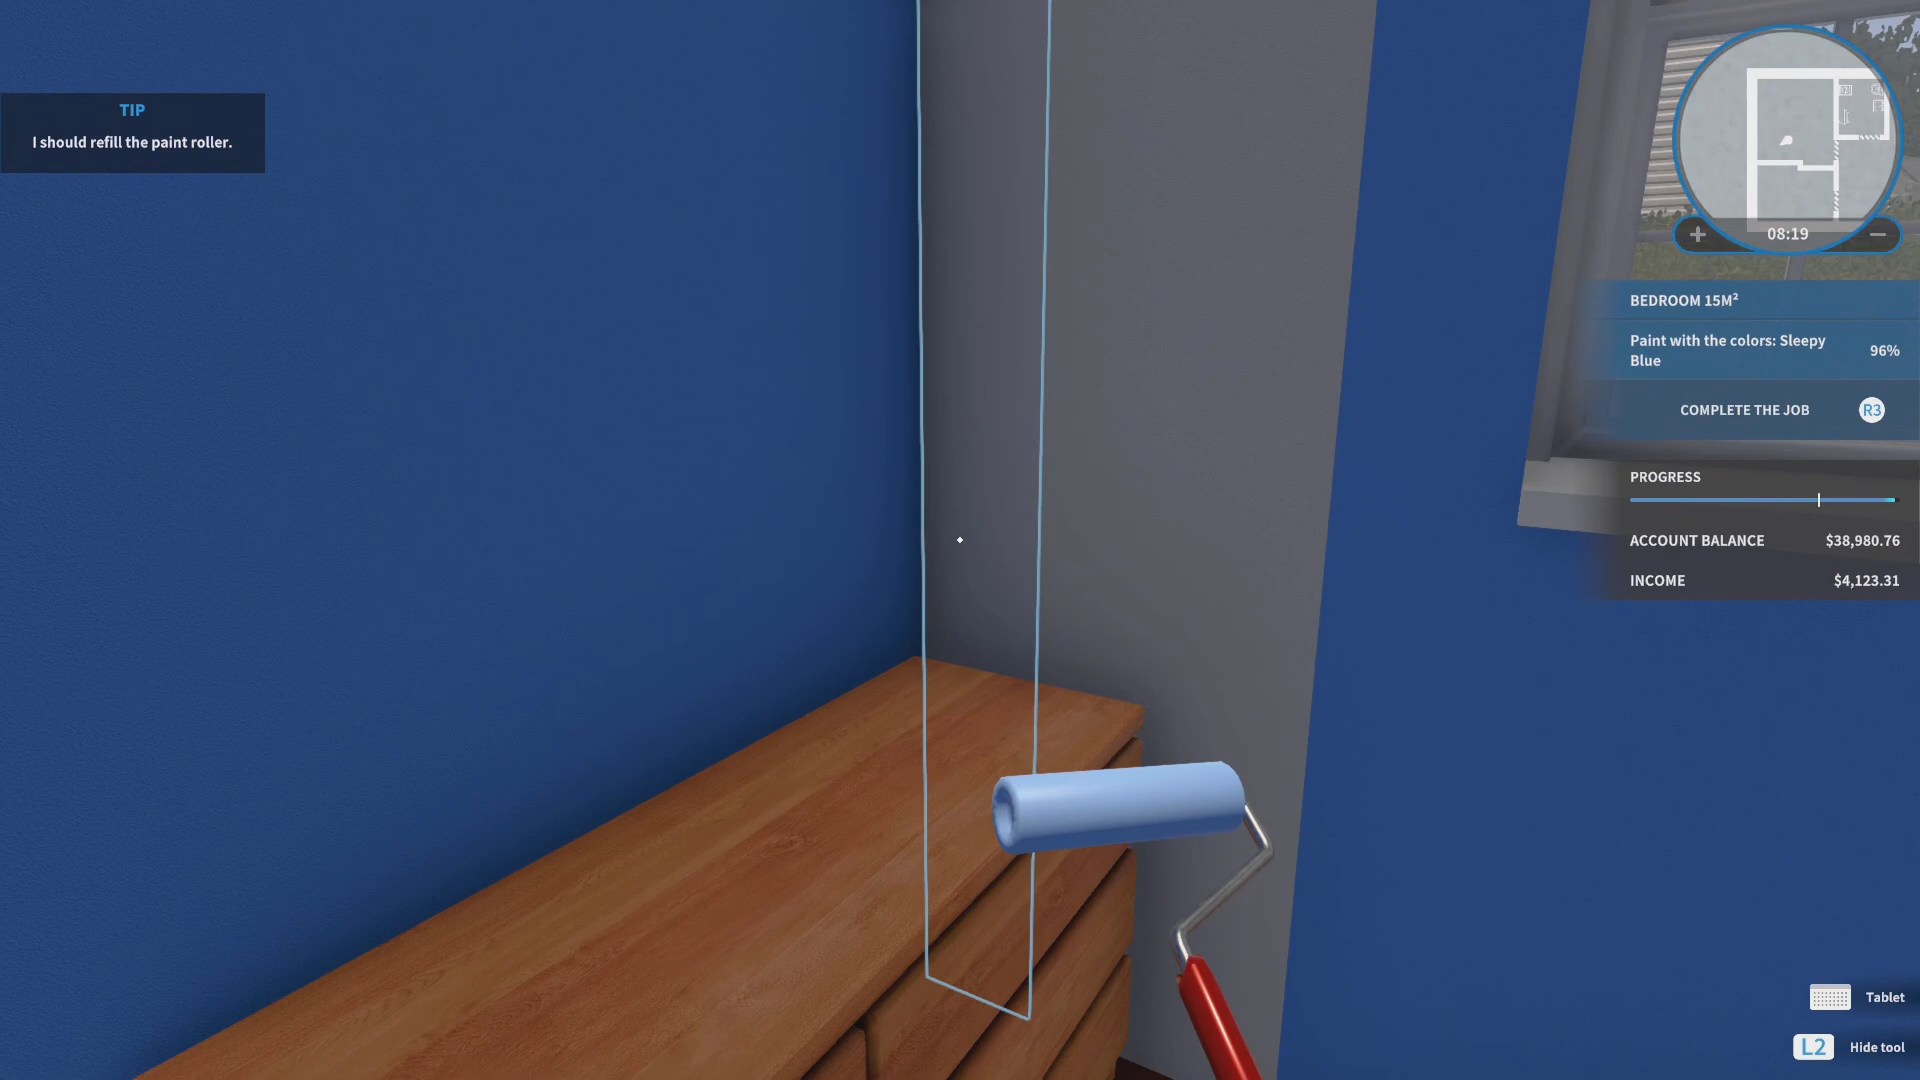 TIP
I should refill the paint roller.
08:19
BEDROOM 15M²
Paint with the colors: Sleepy
Blue
96%
COMPLETE THE JOB R3
PROGRESS
ACCOUNT BALANCE $38,980.76
INCOME $4,123.31
Tablet
L2 Hide tool